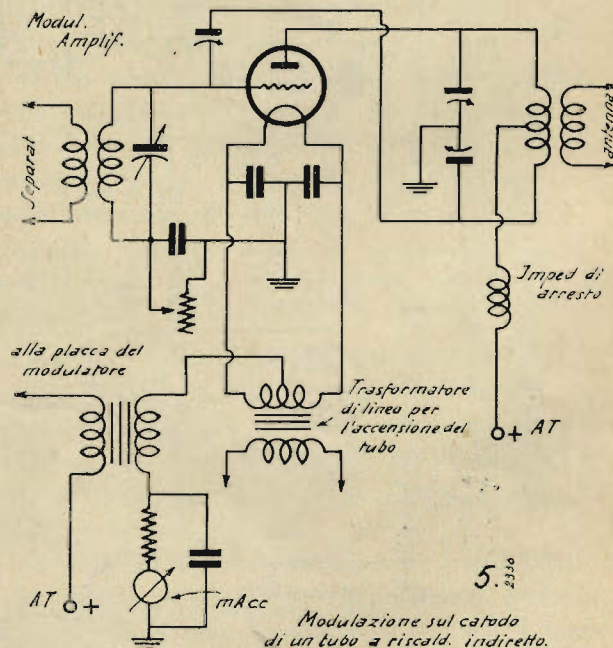 Modul.
Amplif.
Separat
antenna
Imped di
arresto
alla placca del
modulatore
Trasformatore
di linea per
l'accensione del
tubo
+ AT
AT +
mAcc
5. 2336
Modulazione sul catodo
di un tubo a riscald. indiretto.